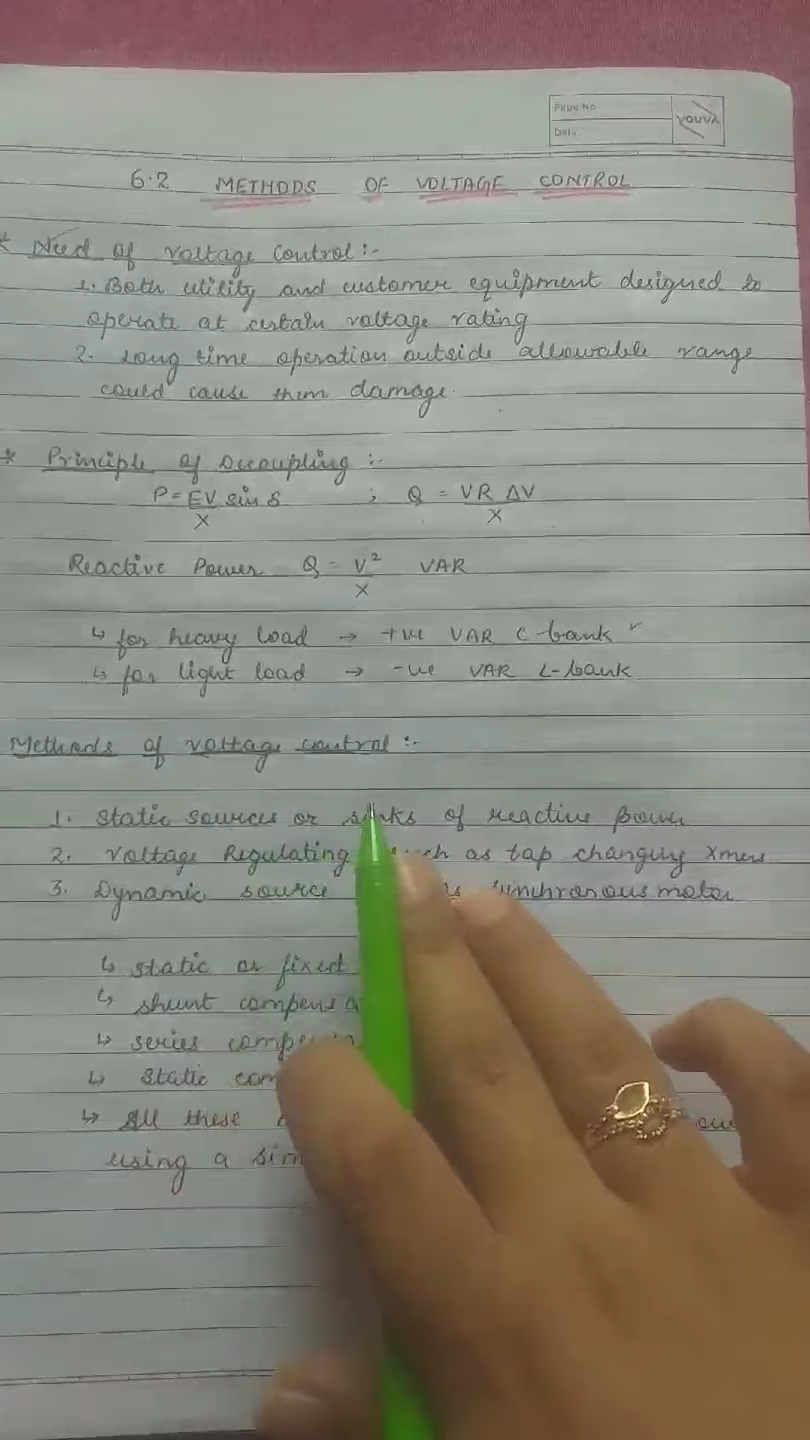 Page No.
Date
YOUVA
6.2 METHODS OF VOLTAGE CONTROL
* Need of voltage control :-
1. Both utility and customer equipment designed to
operate at certain voltage rating
2. Long time operation outside allowable range
could cause them damage.
* Principle of Decoupling :-
P = EV sin δ / X ; Q = VR ΔV / X
Reactive Power Q = V² / X VAR
↳ for heavy load → +ve VAR C-bank
↳ for light load → -ve VAR L-bank
Methods of voltage control :-
1. Static sources or sinks of reactive power
2. Voltage Regulating such as tap changing Xmers
3. Dynamic source as synchronous motor
↳ static or fixed
↳ shunt
↳ series
↳ static
↳ All these
using a